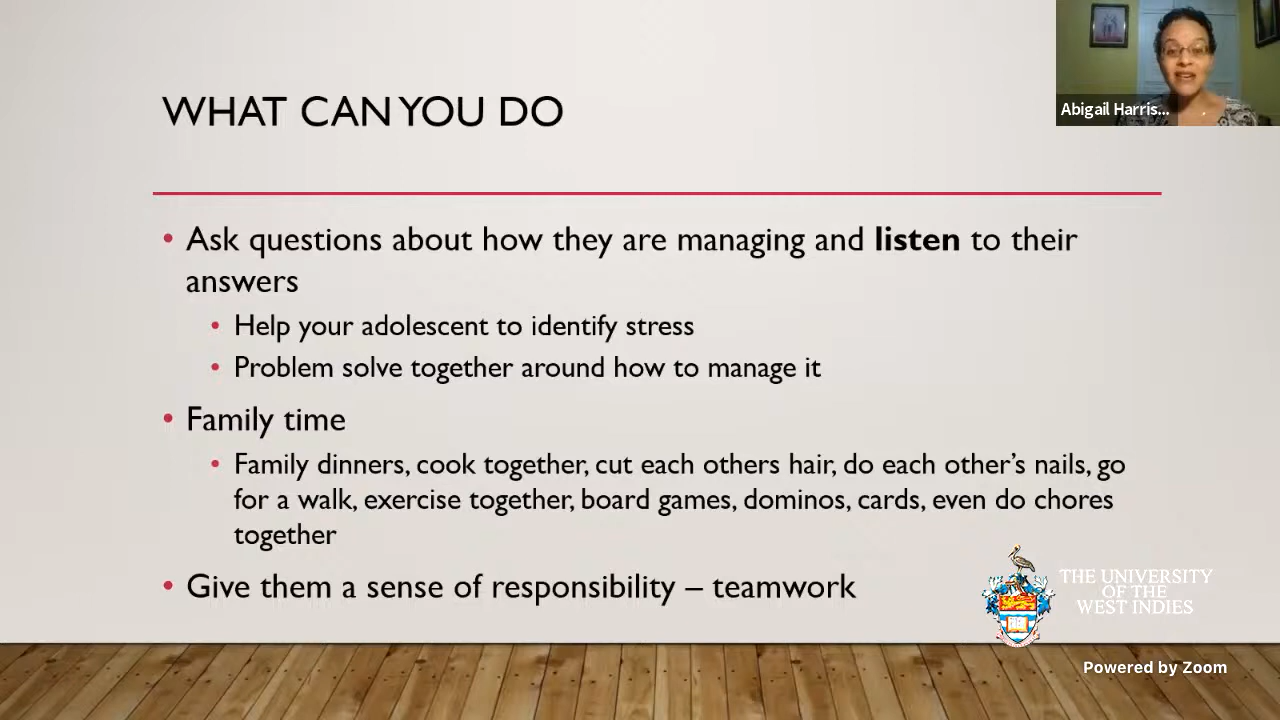 WHAT CAN YOU DO
Abigail Harris...
• Ask questions about how they are managing and listen to their
answers
• Help your adolescent to identify stress
• Problem solve together around how to manage it
• Family time
• Family dinners, cook together, cut each others hair, do each other’s nails, go
for a walk, exercise together, board games, dominos, cards, even do chores
together
• Give them a sense of responsibility – teamwork
THE UNIVERSITY
OF THE
WEST INDIES
Powered by Zoom